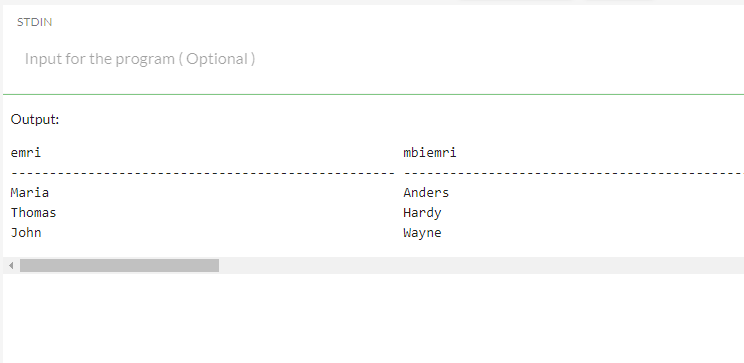 STDIN
Input for the program ( Optional )
Output:
emri mbiemri
-------------------------------------------------- --------------------------------------------
Maria Anders
Thomas Hardy
John Wayne